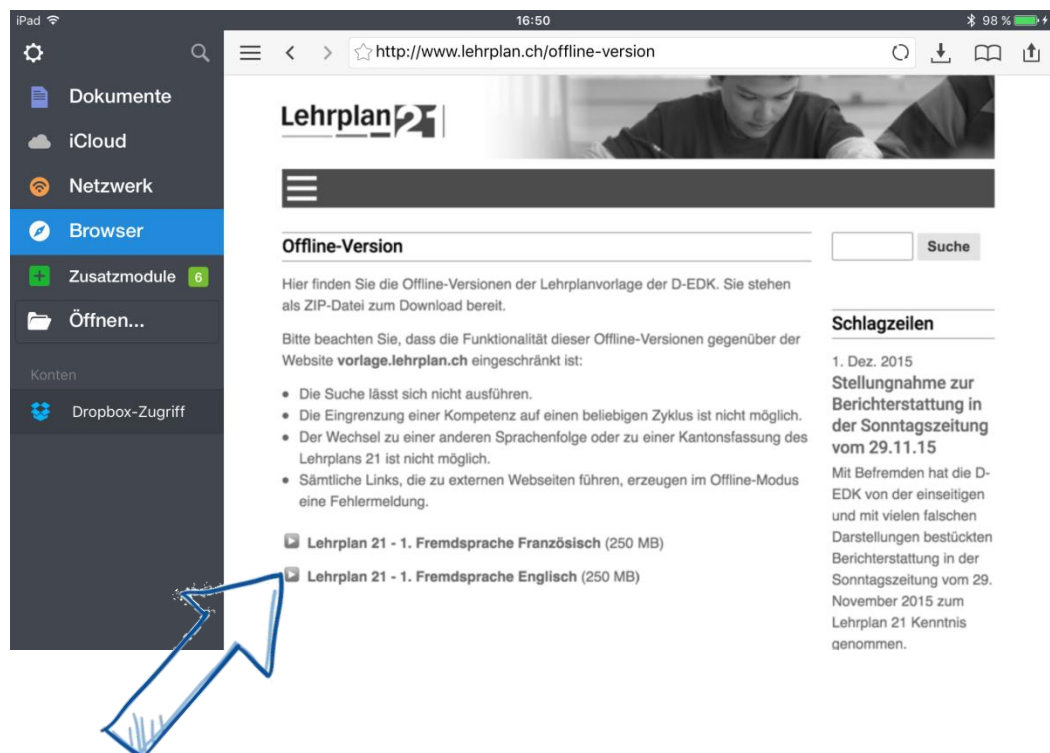 iPad 16:50 98 %
http://www.lehrplan.ch/offline-version
Dokumente
iCloud
Netzwerk
Browser
Zusatzmodule 6
Öffnen...
Konten
Dropbox-Zugriff
Lehrplan 21
Offline-Version
Hier finden Sie die Offline-Versionen der Lehrplanvorlage der D-EDK. Sie stehen
als ZIP-Datei zum Download bereit.
Bitte beachten Sie, dass die Funktionalität dieser Offline-Versionen gegenüber der
Website vorlage.lehrplan.ch eingeschränkt ist:
• Die Suche lässt sich nicht ausführen.
• Die Eingrenzung einer Kompetenz auf einen beliebigen Zyklus ist nicht möglich.
• Der Wechsel zu einer anderen Sprachenfolge oder zu einer Kantonsfassung des
Lehrplans 21 ist nicht möglich.
• Sämtliche Links, die zu externen Webseiten führen, erzeugen im Offline-Modus
eine Fehlermeldung.
Lehrplan 21 - 1. Fremdsprache Französisch (250 MB)
Lehrplan 21 - 1. Fremdsprache Englisch (250 MB)
Suche
Schlagzeilen
1. Dez. 2015
Stellungnahme zur
Berichterstattung in
der Sonntagszeitung
vom 29.11.15
Mit Befremden hat die D-
EDK von der einseitigen
und mit vielen falschen
Darstellungen bestückten
Berichterstattung in der
Sonntagszeitung vom 29.
November 2015 zum
Lehrplan 21 Kenntnis
genommen.